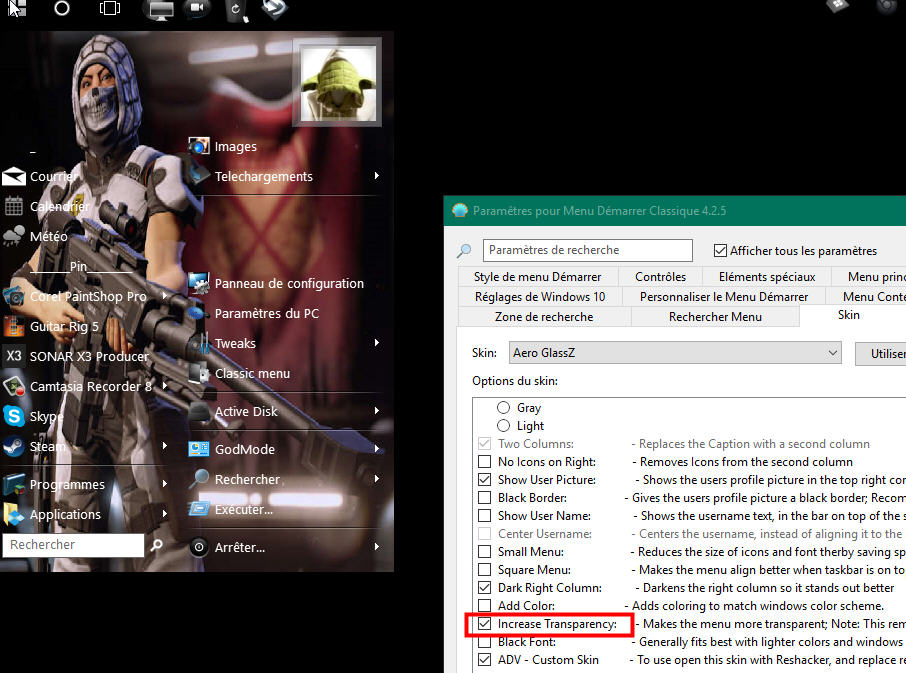 Images
Courrier
Telechargements
Calendrier
Météo
______Pin_______
Panneau de configuration
Corel PaintShop Pro
Paramètres du PC
Guitar Rig 5
Tweaks
X3 SONAR X3 Producer
Classic menu
Camtasia Recorder 8
Active Disk
Skype
Steam
GodMode
Programmes
Rechercher
Applications
Exécuter...
Rechercher
Arrêter...
Paramètres pour Menu Démarrer Classique 4.2.5
Paramètres de recherche
Afficher tous les paramètres
Style de menu Démarrer Contrôles Eléments spéciaux Menu princ
Réglages de Windows 10 Personnaliser le Menu Démarrer Menu Conte
Zone de recherche Rechercher Menu Skin
Skin: Aero GlassZ Utiliser
Options du skin:
Gray
Light
Two Columns: - Replaces the Caption with a second column
No Icons on Right: - Removes Icons from the second column
Show User Picture: - Shows the users profile picture in the top right cor
Black Border: - Gives the users profile picture a black border; Recom
Show User Name: - Shows the username text, in the bar on top of the s
Center Username: - Centers the username, instead of aligning it to the
Small Menu: - Reduces the size of icons and font therby saving sp
Square Menu: - Makes the menu align better when taskbar is on to
Dark Right Column: - Darkens the right column so it stands out better
Add Color: - Adds coloring to match windows color scheme.
Increase Transparency: - Makes the menu more transparent; Note: This rem
Black Font: - Generally fits best with lighter colors and windows
ADV - Custom Skin - To use open this skin with Reshacker, and replace re